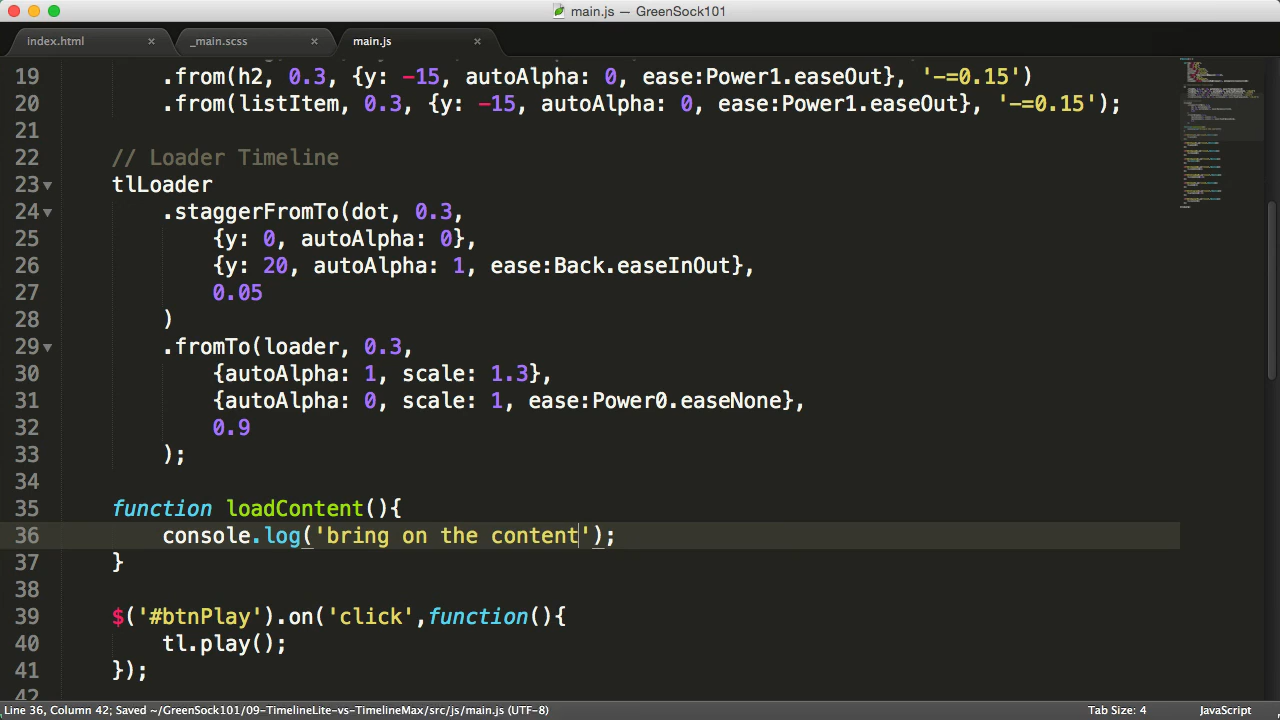 main.js — GreenSock101
index.html × _main.scss × main.js ×
19 .from(h2, 0.3, {y: -15, autoAlpha: 0, ease:Power1.easeOut}, '-=0.15')
20 .from(listItem, 0.3, {y: -15, autoAlpha: 0, ease:Power1.easeOut}, '-=0.15');
21
22 // Loader Timeline
23 tlLoader
24 .staggerFromTo(dot, 0.3,
25 {y: 0, autoAlpha: 0},
26 {y: 20, autoAlpha: 1, ease:Back.easeInOut},
27 0.05
28 )
29 .fromTo(loader, 0.3,
30 {autoAlpha: 1, scale: 1.3},
31 {autoAlpha: 0, scale: 1, ease:Power0.easeNone},
32 0.9
33 );
34
35 function loadContent(){
36 console.log('bring on the content');
37 }
38
39 $('#btnPlay').on('click',function(){
40 tl.play();
41 });
42
Line 36, Column 42; Saved ~/GreenSock101/09-TimelineLite-vs-TimelineMax/src/js/main.js (UTF-8) Tab Size: 4 JavaScript